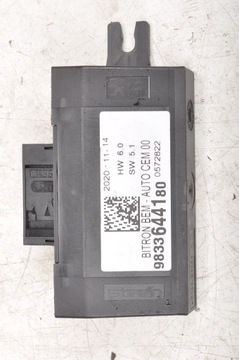 2020-11-14
HW 6.0
SW 5.1
BITRON BEM - AUTO CEM 00
9833644180
0572822